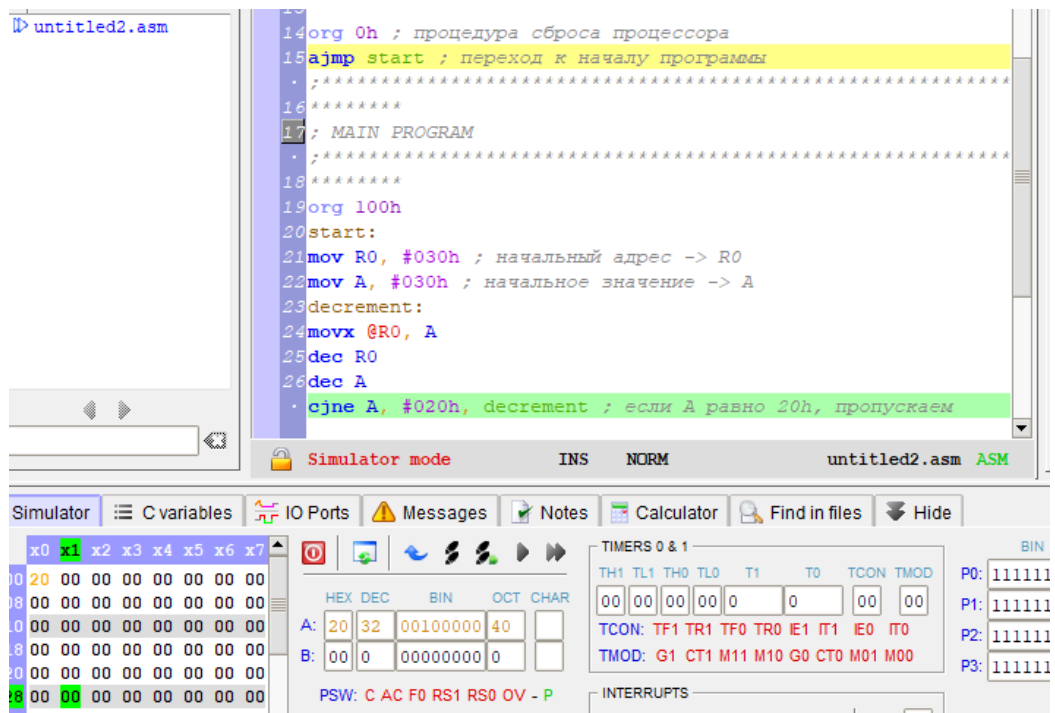 untitled2.asm
14 org 0h ; процедура сброса процессора
15 ajmp start ; переход к началу программы
;***********************************************************
16 ********
17 ; MAIN PROGRAM
;***********************************************************
18 ********
19 org 100h
20 start:
21 mov R0, #030h ; начальный адрес -> R0
22 mov A, #030h ; начальное значение -> A
23 decrement:
24 movx @R0, A
25 dec R0
26 dec A
cjne A, #020h, decrement ; если A равно 20h, пропускаем
Simulator mode INS NORM untitled2.asm ASM
Simulator C variables IO Ports Messages Notes Calculator Find in files Hide
x0 x1 x2 x3 x4 x5 x6 x7
00 20 00 00 00 00 00 00 00
08 00 00 00 00 00 00 00 00
00 00 00 00 00 00 00 00
00 00 00 00 00 00 00 00
00 00 00 00 00 00 00 00
28 00 00 00 00 00 00 00 00
HEX DEC BIN OCT CHAR
A: 20 32 00100000 40
B: 00 0 00000000 0
PSW: C AC F0 RS1 RS0 OV - P
TIMERS 0 & 1
TH1 TL1 TH0 TL0 T1 T0 TCON TMOD
00 00 00 00 0 0 00 00
TCON: TF1 TR1 TF0 TR0 IE1 IT1 IE0 IT0
TMOD: G1 CT1 M11 M10 G0 CT0 M01 M00
INTERRUPTS
BIN
P0: 111111
P1: 111111
P2: 111111
P3: 111111